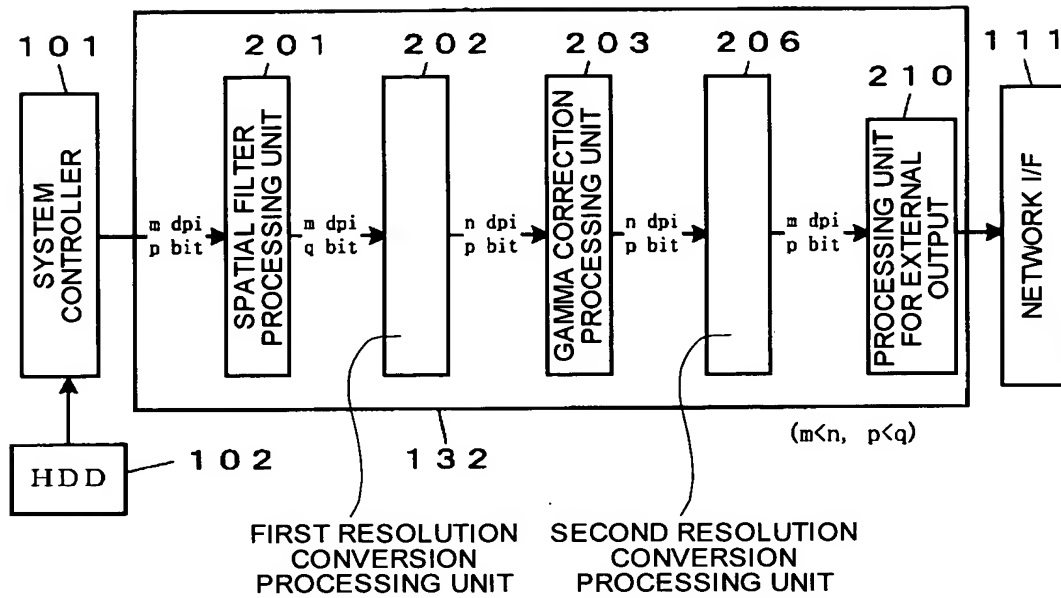 101
201
202
203
206
111
210
SYSTEM
CONTROLLER
m dpi
p bit
SPATIAL FILTER
PROCESSING UNIT
m dpi
q bit
n dpi
p bit
GAMMA CORRECTION
PROCESSING UNIT
n dpi
p bit
m dpi
p bit
PROCESSING UNIT
FOR EXTERNAL
OUTPUT
NETWORK I/F
(m<n, p<q)
HDD
102
132
FIRST RESOLUTION
CONVERSION
PROCESSING UNIT
SECOND RESOLUTION
CONVERSION
PROCESSING UNIT